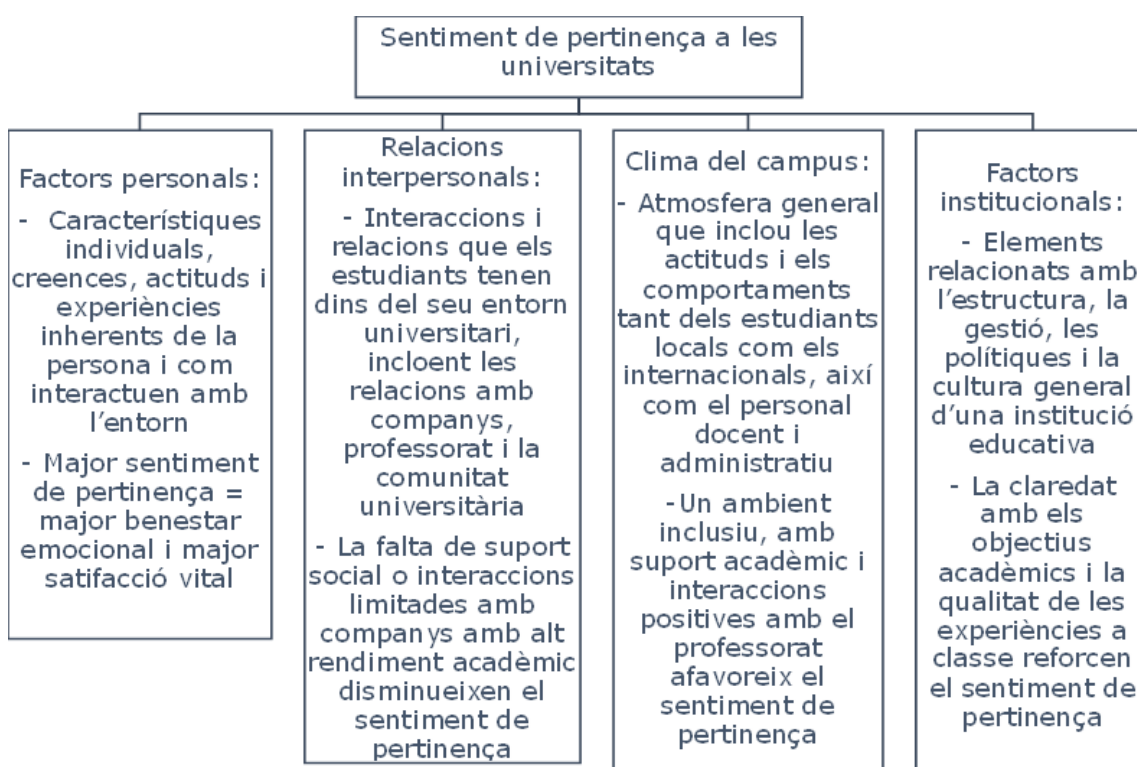 Sentiment de pertinença a les
universitats
Factors personals:
- Característiques
individuals,
creences, actituds i
experiències
inherents de la
persona i com
interactuen amb
l'entorn
- Major sentiment
de pertinença =
major benestar
emocional i major
satifacció vital
Relacions
interpersonals:
- Interaccions i
relacions que els
estudiants tenen
dins del seu entorn
universitari,
incloent les
relacions amb
companys,
professorat i la
comunitat
universitària
- La falta de suport
social o interaccions
limitades amb
companys amb alt
rendiment acadèmic
disminueixen el
sentiment de
pertinença
Clima del campus:
- Atmosfera general
que inclou les
actituds i els
comportaments
tant dels estudiants
locals com els
internacionals, així
com el personal
docent i
administratiu
-Un ambient
inclusiu, amb
suport acadèmic i
interaccions
positives amb el
professorat
afavoreix el
sentiment de
pertinença
Factors
institucionals:
- Elements
relacionats amb
l'estructura, la
gestió, les
polítiques i la
cultura general
d'una institució
educativa
- La claredat
amb els
objectius
acadèmics i la
qualitat de les
experiències a
classe reforcen
el sentiment de
pertinença